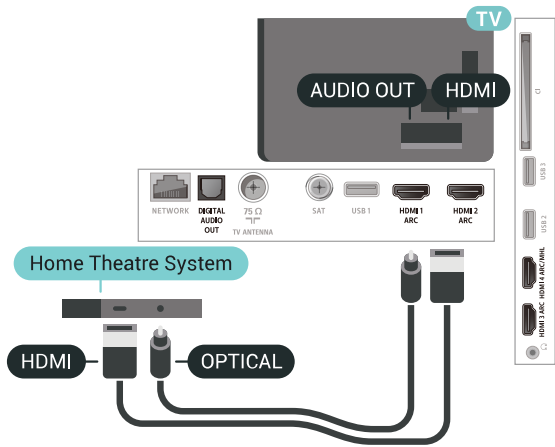 TV
AUDIO OUT
HDMI
CI
USB 3
USB 2
HDMI 4 ARC/MHL
HDMI 3 ARC
NETWORK
DIGITAL
AUDIO
OUT
75 Ω
TV ANTENNA
SAT
USB 1
HDMI 1
ARC
HDMI 2
ARC
Home Theatre System
HDMI
OPTICAL